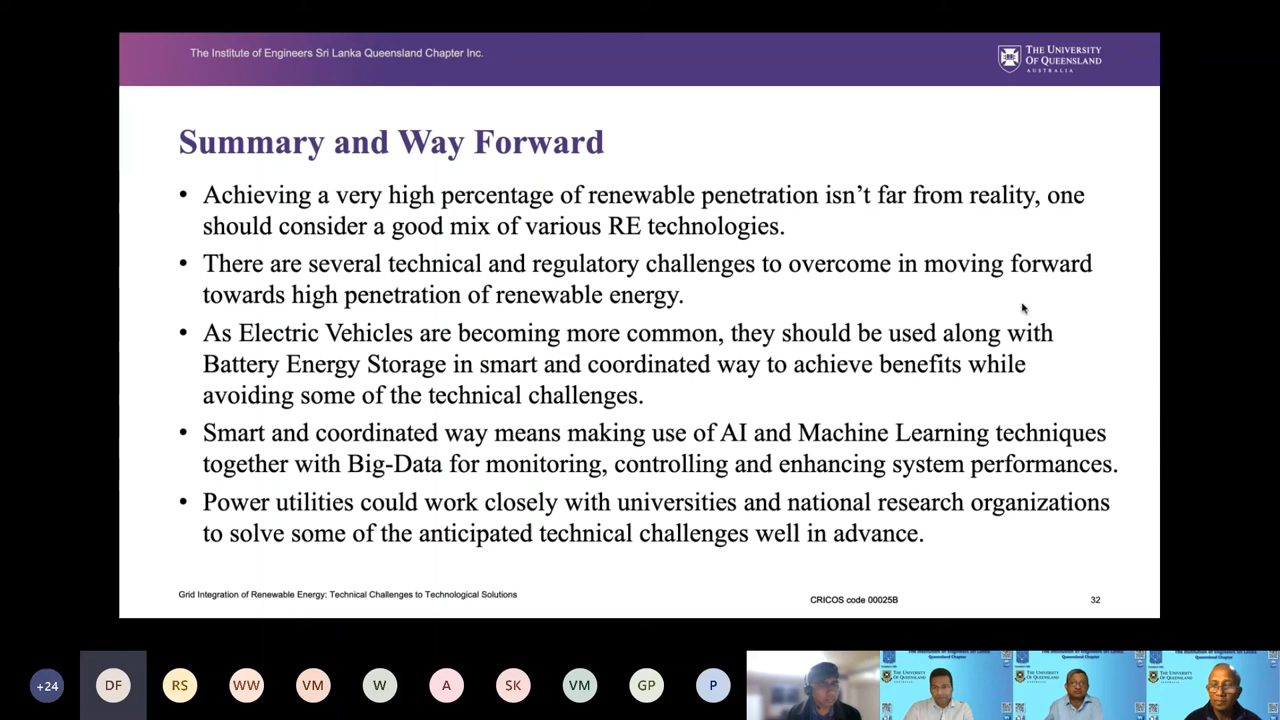 The Institute of Engineers Sri Lanka Queensland Chapter Inc.
THE UNIVERSITY
OF QUEENSLAND
AUSTRALIA
Summary and Way Forward
• Achieving a very high percentage of renewable penetration isn’t far from reality, one
should consider a good mix of various RE technologies.
• There are several technical and regulatory challenges to overcome in moving forward
towards high penetration of renewable energy.
• As Electric Vehicles are becoming more common, they should be used along with
Battery Energy Storage in smart and coordinated way to achieve benefits while
avoiding some of the technical challenges.
• Smart and coordinated way means making use of AI and Machine Learning techniques
together with Big-Data for monitoring, controlling and enhancing system performances.
• Power utilities could work closely with universities and national research organizations
to solve some of the anticipated technical challenges well in advance.
Grid Integration of Renewable Energy: Technical Challenges to Technological Solutions
CRICOS code 00025B
32
+24
DF
RS
WW
VM
W
A
SK
VM
GP
P